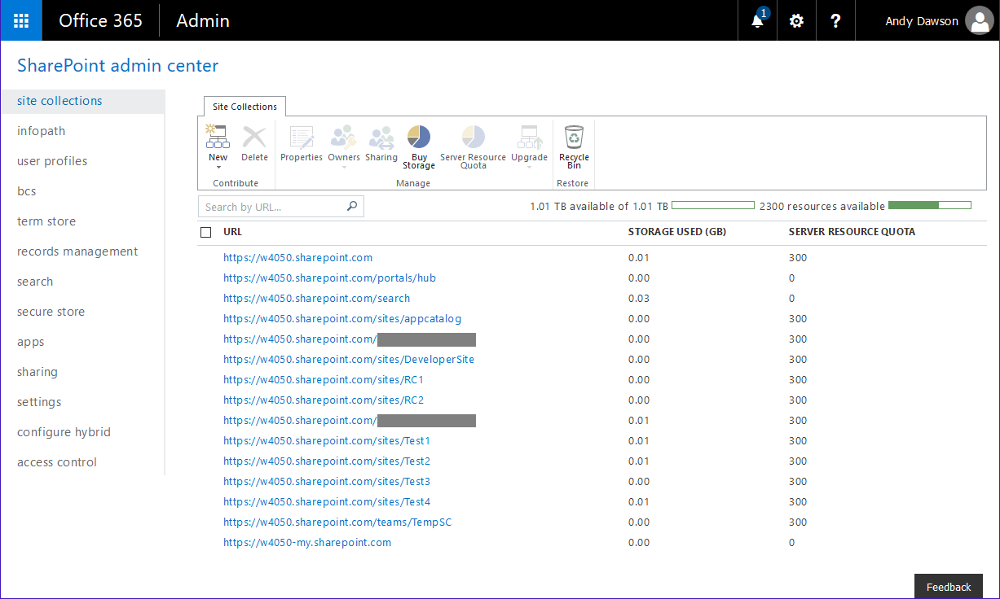 Office 365 Admin 1 ? Andy Dawson
SharePoint admin center
site collections
infopath
user profiles
bcs
term store
records management
search
secure store
apps
sharing
settings
configure hybrid
access control
Site Collections
New Delete Properties Owners Sharing Buy Storage Server Resource Quota Upgrade Recycle Bin
Contribute Manage Restore
Search by URL... 1.01 TB available of 1.01 TB 2300 resources available
URL STORAGE USED (GB) SERVER RESOURCE QUOTA
https://w4050.sharepoint.com 0.01 300
https://w4050.sharepoint.com/portals/hub 0.00 0
https://w4050.sharepoint.com/search 0.03 0
https://w4050.sharepoint.com/sites/appcatalog 0.00 300
https://w4050.sharepoint.com/ 0.00 300
https://w4050.sharepoint.com/sites/DeveloperSite 0.00 300
https://w4050.sharepoint.com/sites/RC1 0.00 300
https://w4050.sharepoint.com/sites/RC2 0.00 300
https://w4050.sharepoint.com/ 0.01 300
https://w4050.sharepoint.com/sites/Test1 0.01 300
https://w4050.sharepoint.com/sites/Test2 0.01 300
https://w4050.sharepoint.com/sites/Test3 0.00 300
https://w4050.sharepoint.com/sites/Test4 0.01 300
https://w4050.sharepoint.com/teams/TempSC 0.00 300
https://w4050-my.sharepoint.com 0.00 0
Feedback